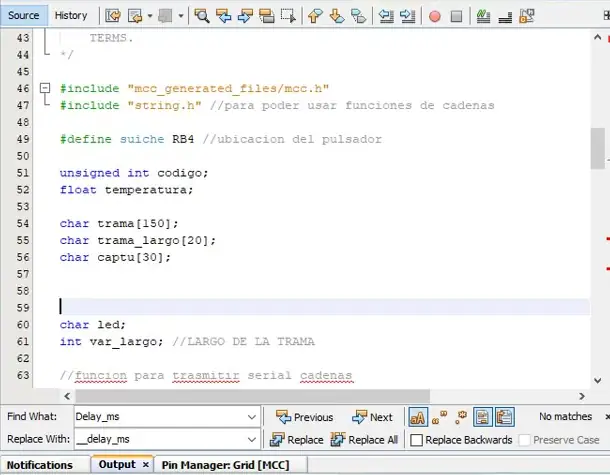 Source History
43 TERMS.
44 */
45
46 #include "mcc_generated_files/mcc.h"
47 #include "string.h" //para poder usar funciones de cadenas
48
49 #define suiche RB4 //ubicacion del pulsador
50
51 unsigned int codigo;
52 float temperatura;
53
54 char trama[150];
55 char trama_largo[20];
56 char captu[30];
57
58
59
60 char led;
61 int var_largo; //LARGO DE LA TRAMA
62
63 //funcion para trasmitir serial cadenas
Find What: Delay_ms Previous Next No matches
Replace With: __delay_ms Replace Replace All Replace Backwards Preserve Case
Notifications Output × Pin Manager: Grid [MCC]